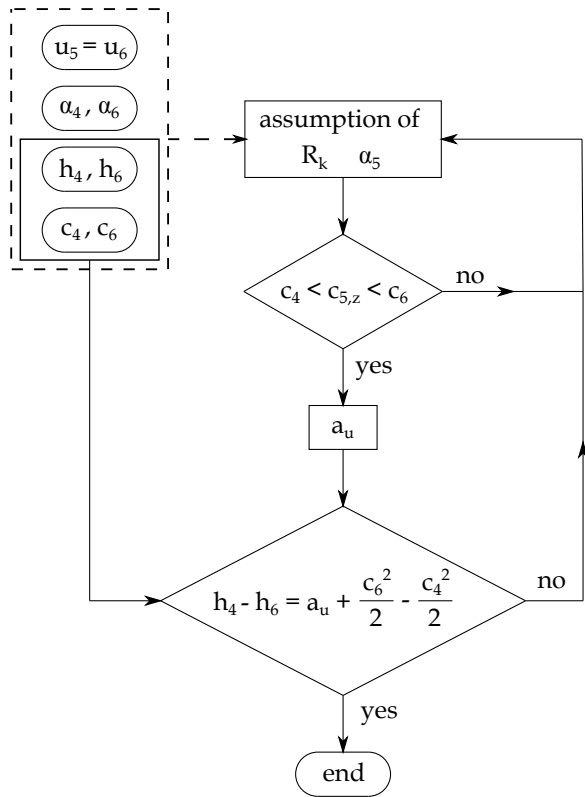 u₅ = u₆
α₄ , α₆
h₄ , h₆
c₄ , c₆
assumption of
Rₖ α₅
c₄ < c₅,z < c₆
no
yes
aᵤ
h₄ - h₆ = aᵤ + c₆²/2 - c₄²/2
no
yes
end